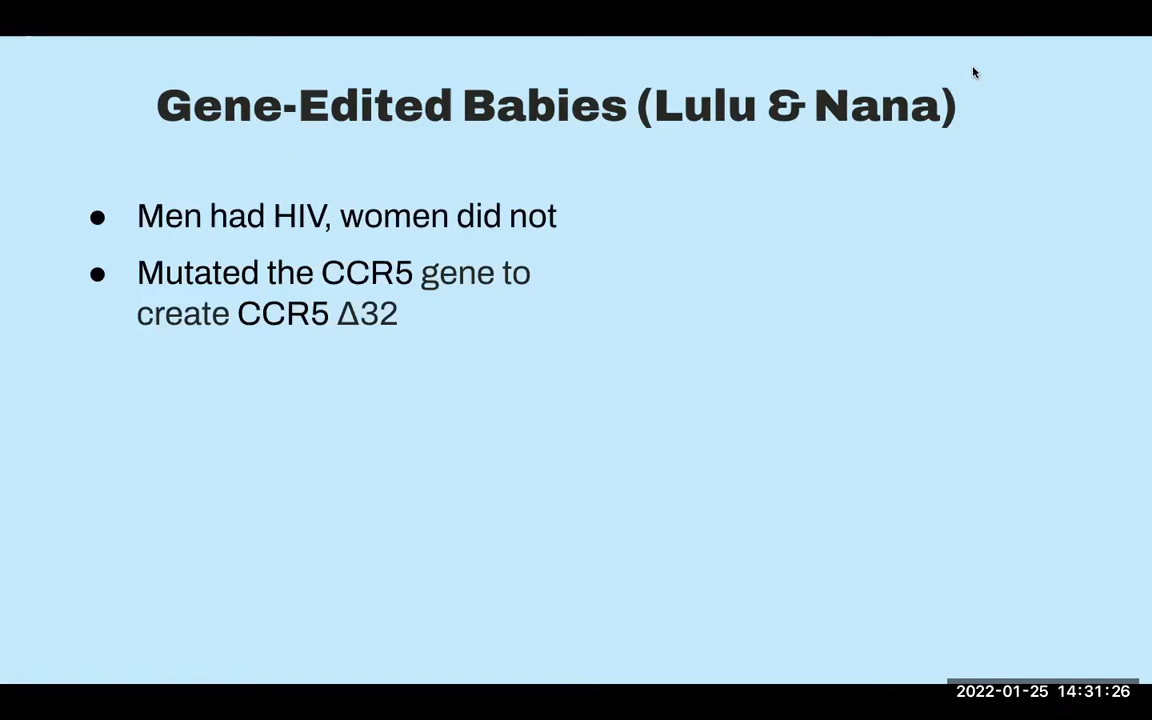 Gene-Edited Babies (Lulu & Nana)
● Men had HIV, women did not
● Mutated the CCR5 gene to
create CCR5 Δ32
2022-01-25 14:31:26